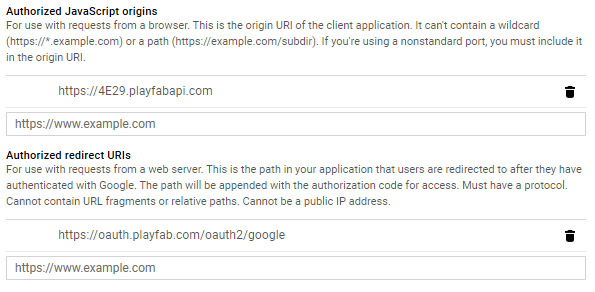 Authorized JavaScript origins
For use with requests from a browser. This is the origin URI of the client application. It can't contain a wildcard
(https://*.example.com) or a path (https://example.com/subdir). If you're using a nonstandard port, you must include it
in the origin URI.
https://4E29.playfabapi.com
https://www.example.com
Authorized redirect URIs
For use with requests from a web server. This is the path in your application that users are redirected to after they have
authenticated with Google. The path will be appended with the authorization code for access. Must have a protocol.
Cannot contain URL fragments or relative paths. Cannot be a public IP address.
https://oauth.playfab.com/oauth2/google
https://www.example.com